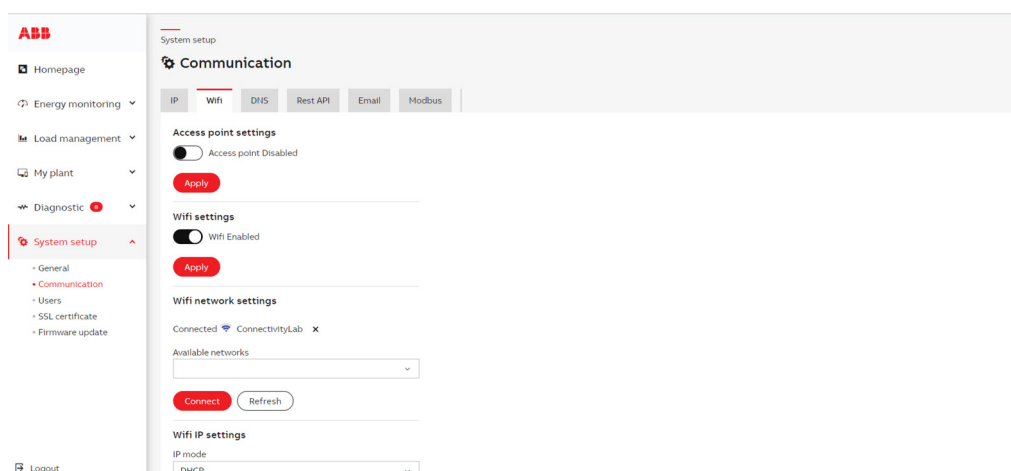 ABB
Homepage
Energy monitoring
Load management
My plant
Diagnostic 8
System setup
General
Communication
Users
SSL certificate
Firmware update
Logout
System setup
Communication
IP Wifi DNS Rest API Email Modbus
Access point settings
Access point Disabled
Apply
Wifi settings
Wifi Enabled
Apply
Wifi network settings
Connected ConnectivityLab x
Available networks
Connect Refresh
Wifi IP settings
IP mode
DHCP